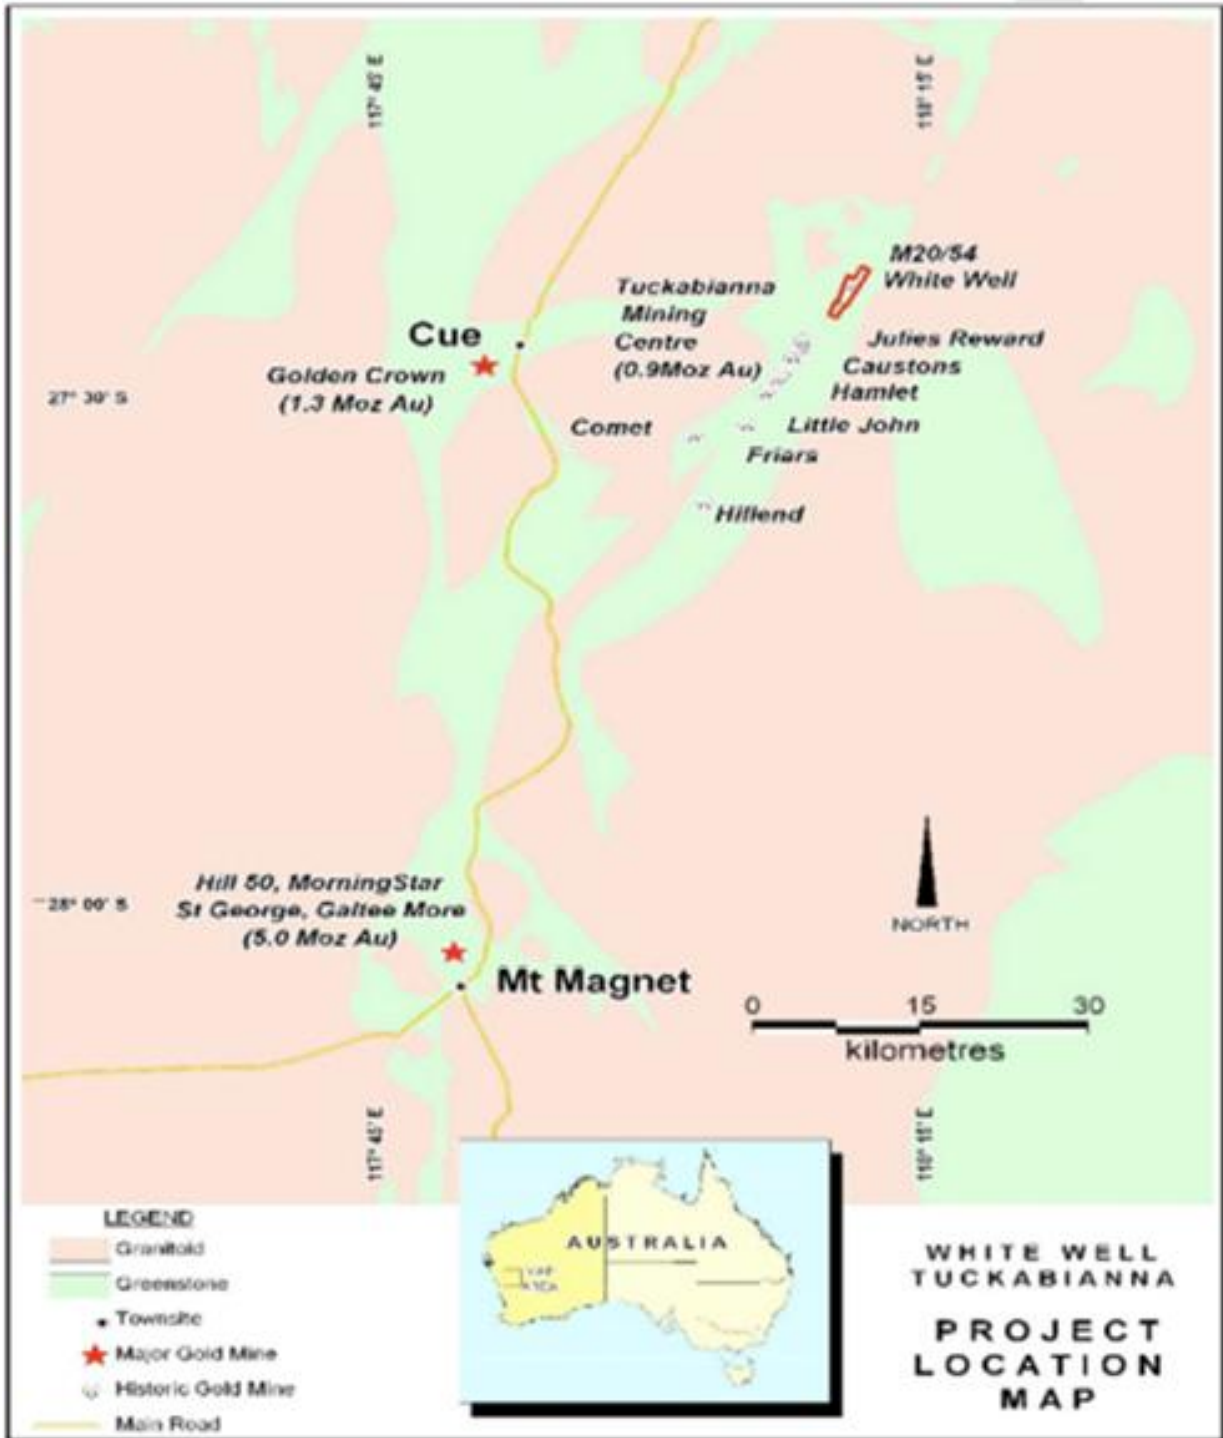 117° 45' E
118° 15' E
M20/54
White Well
Tuckabianna
Mining
Centre
(0.9Moz Au)
Cue
Julies Reward
Caustons
Hamlet
Golden Crown
(1.3 Moz Au)
27° 30' S
Comet
Little John
Friars
Hillend
Hill 50, MorningStar
St George, Galtee More
(5.0 Moz Au)
28° 00' S
NORTH
Mt Magnet
0 15 30
kilometres
117° 45' E
118° 15' E
LEGEND
Granitoid
Greenstone
Townsite
Major Gold Mine
Historic Gold Mine
Main Road
AUSTRALIA
MAP
AREA
WHITE WELL
TUCKABIANNA
PROJECT
LOCATION
MAP